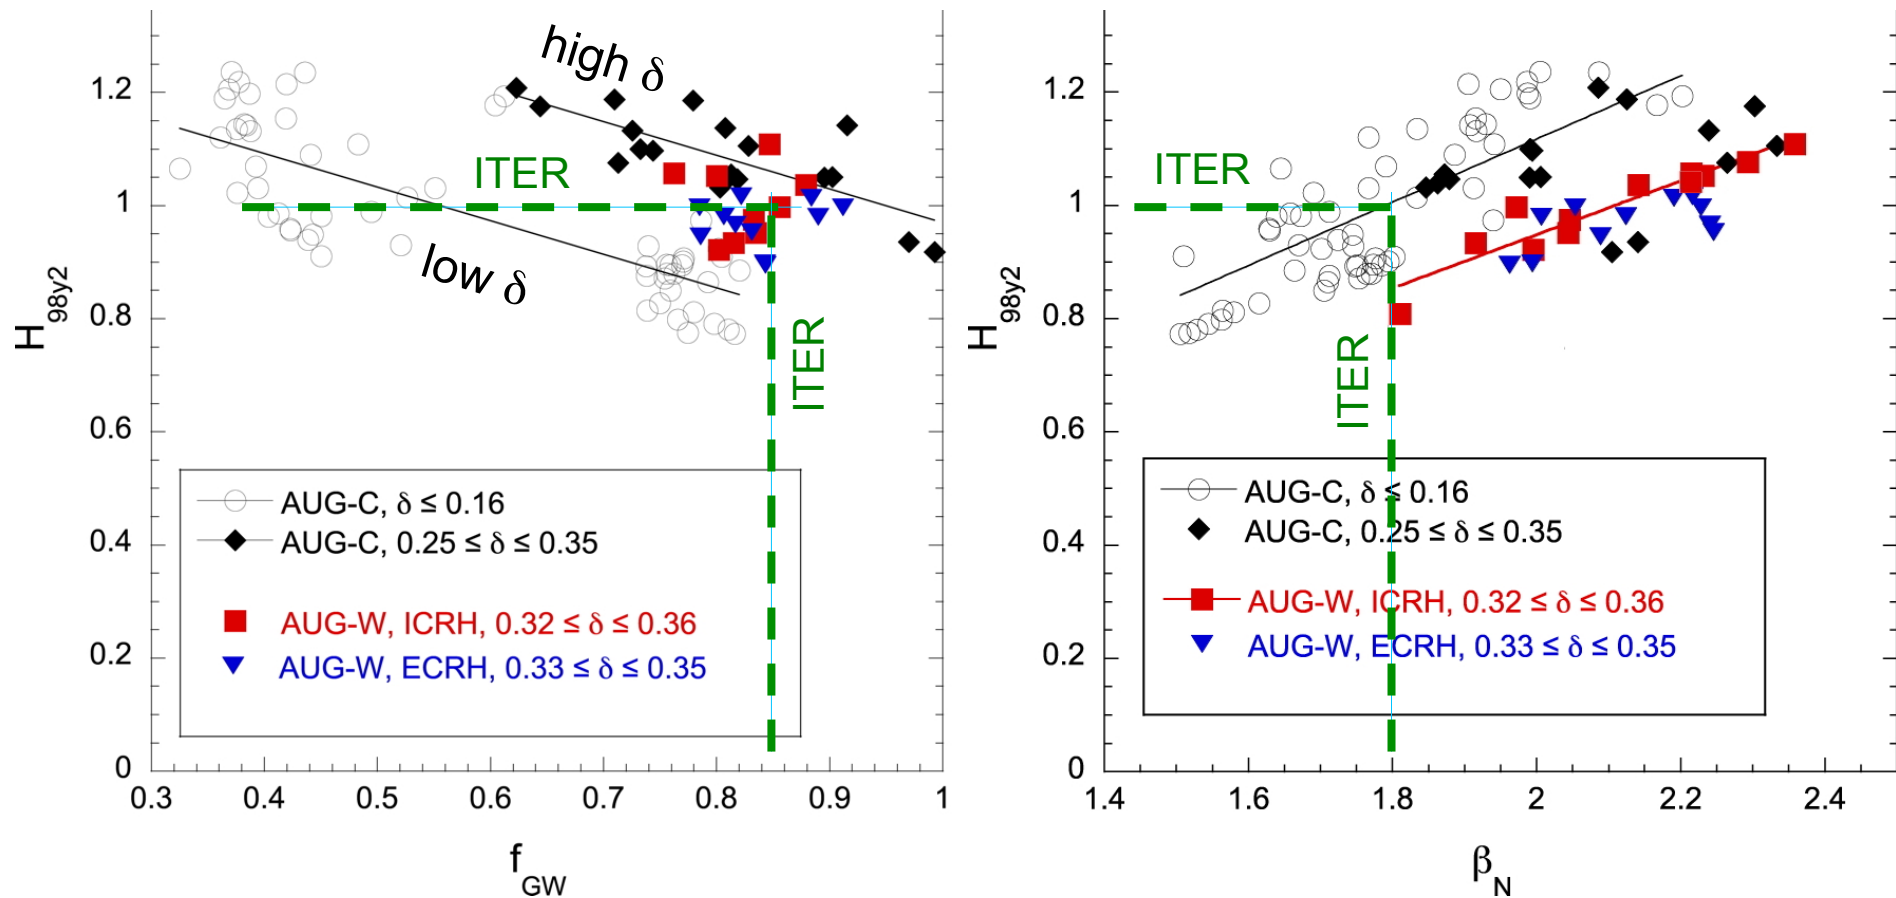 high δ
ITER
low δ
ITER
H98y2
1.2
1
0.8
0.6
0.4
0.2
0
AUG-C, δ ≤ 0.16
AUG-C, 0.25 ≤ δ ≤ 0.35
AUG-W, ICRH, 0.32 ≤ δ ≤ 0.36
AUG-W, ECRH, 0.33 ≤ δ ≤ 0.35
0.3 0.4 0.5 0.6 0.7 0.8 0.9 1
fGW
ITER
ITER
H98y2
1.2
1
0.8
0.6
0.4
0.2
0
AUG-C, δ ≤ 0.16
AUG-C, 0.25 ≤ δ ≤ 0.35
AUG-W, ICRH, 0.32 ≤ δ ≤ 0.36
AUG-W, ECRH, 0.33 ≤ δ ≤ 0.35
1.4 1.6 1.8 2 2.2 2.4
βN